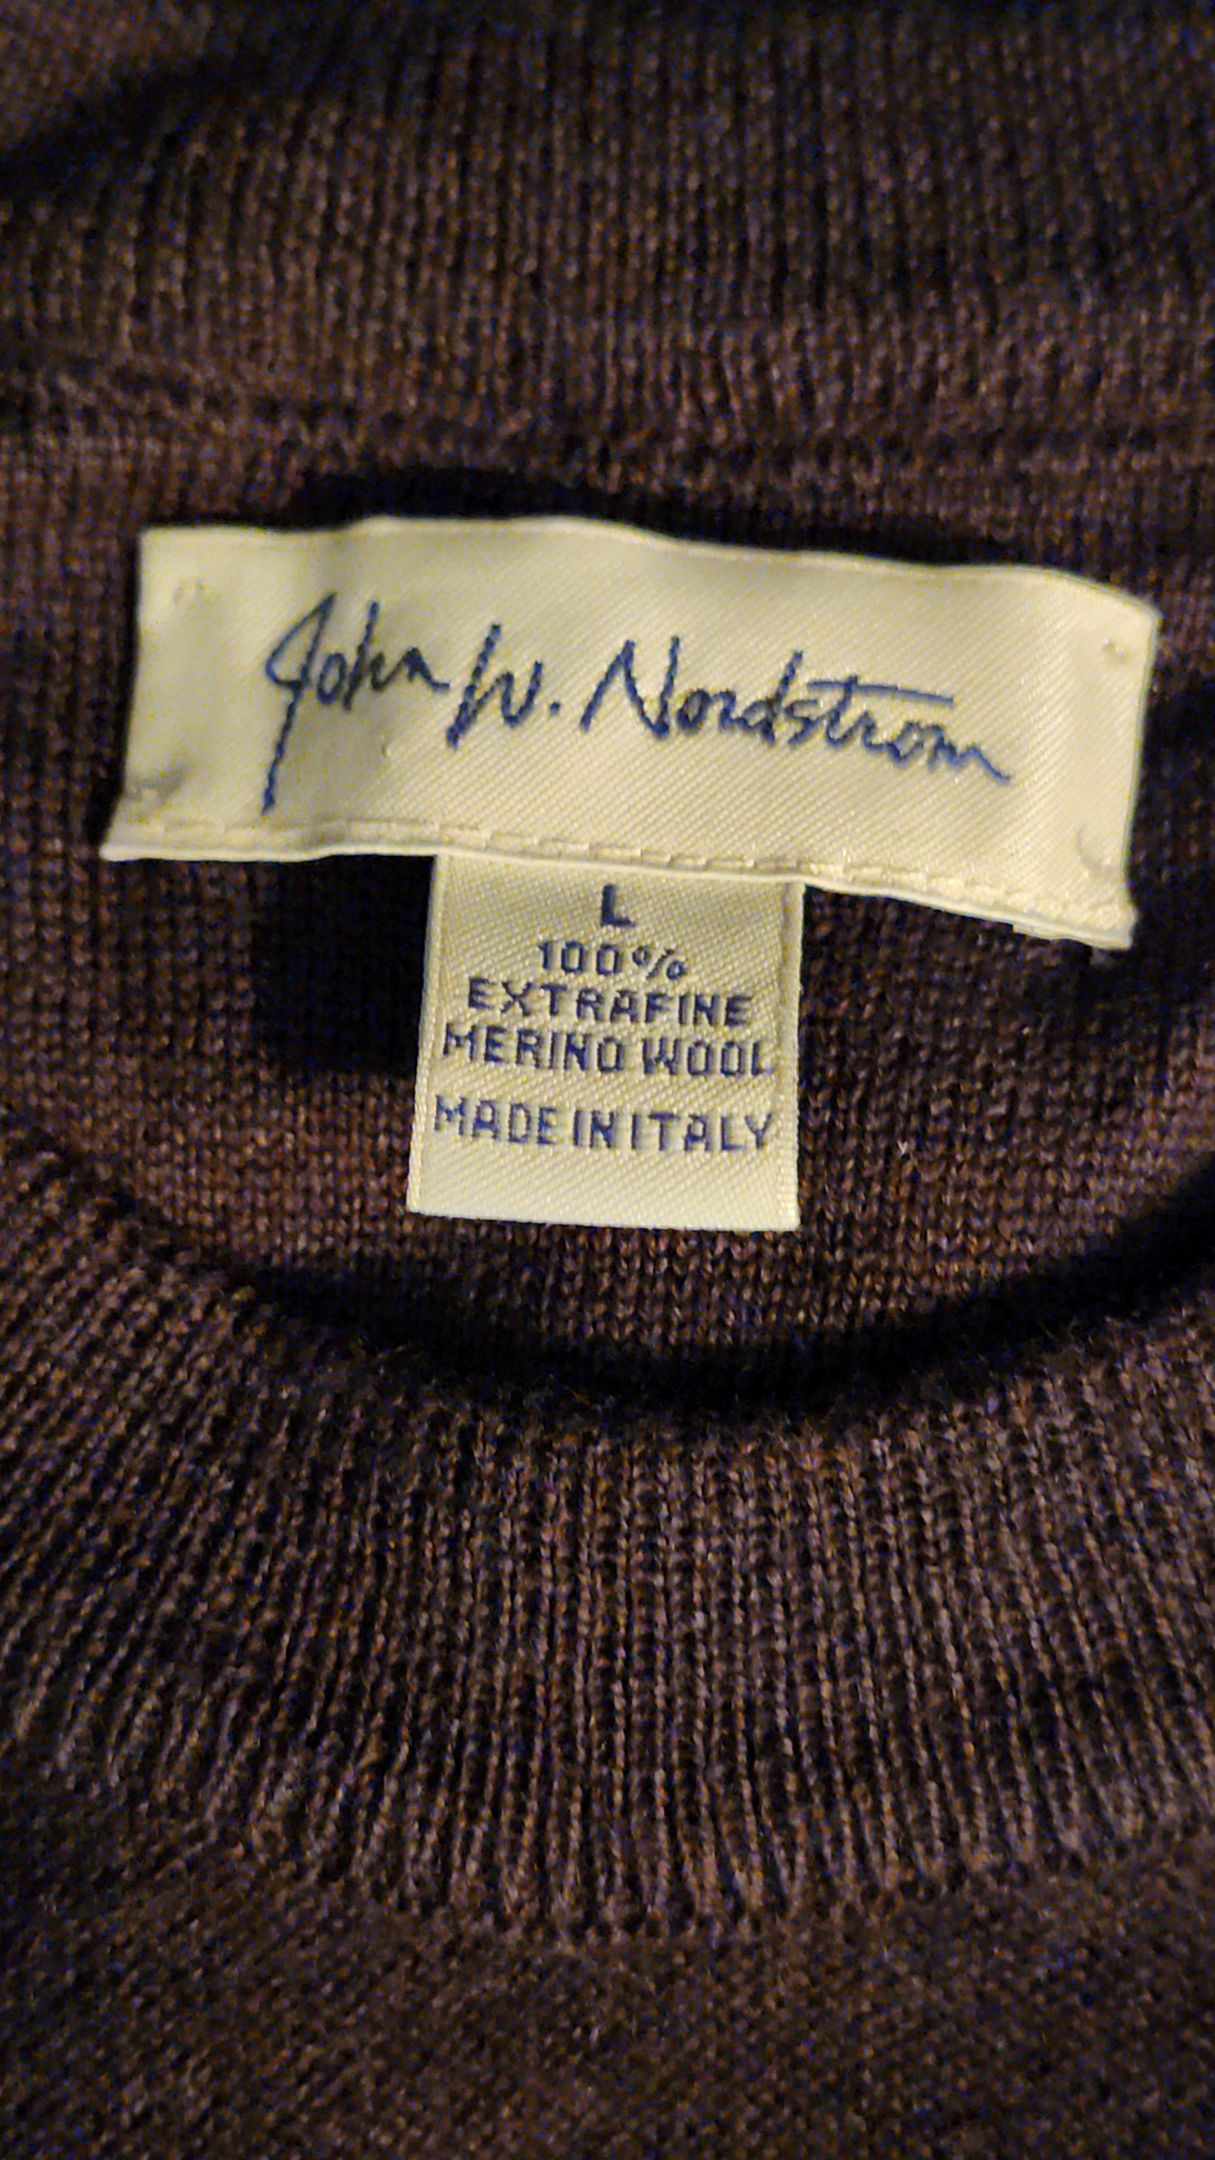 John W. Nordstrom
L
100%
EXTRAFINE
MERINO WOOL
MADE IN ITALY